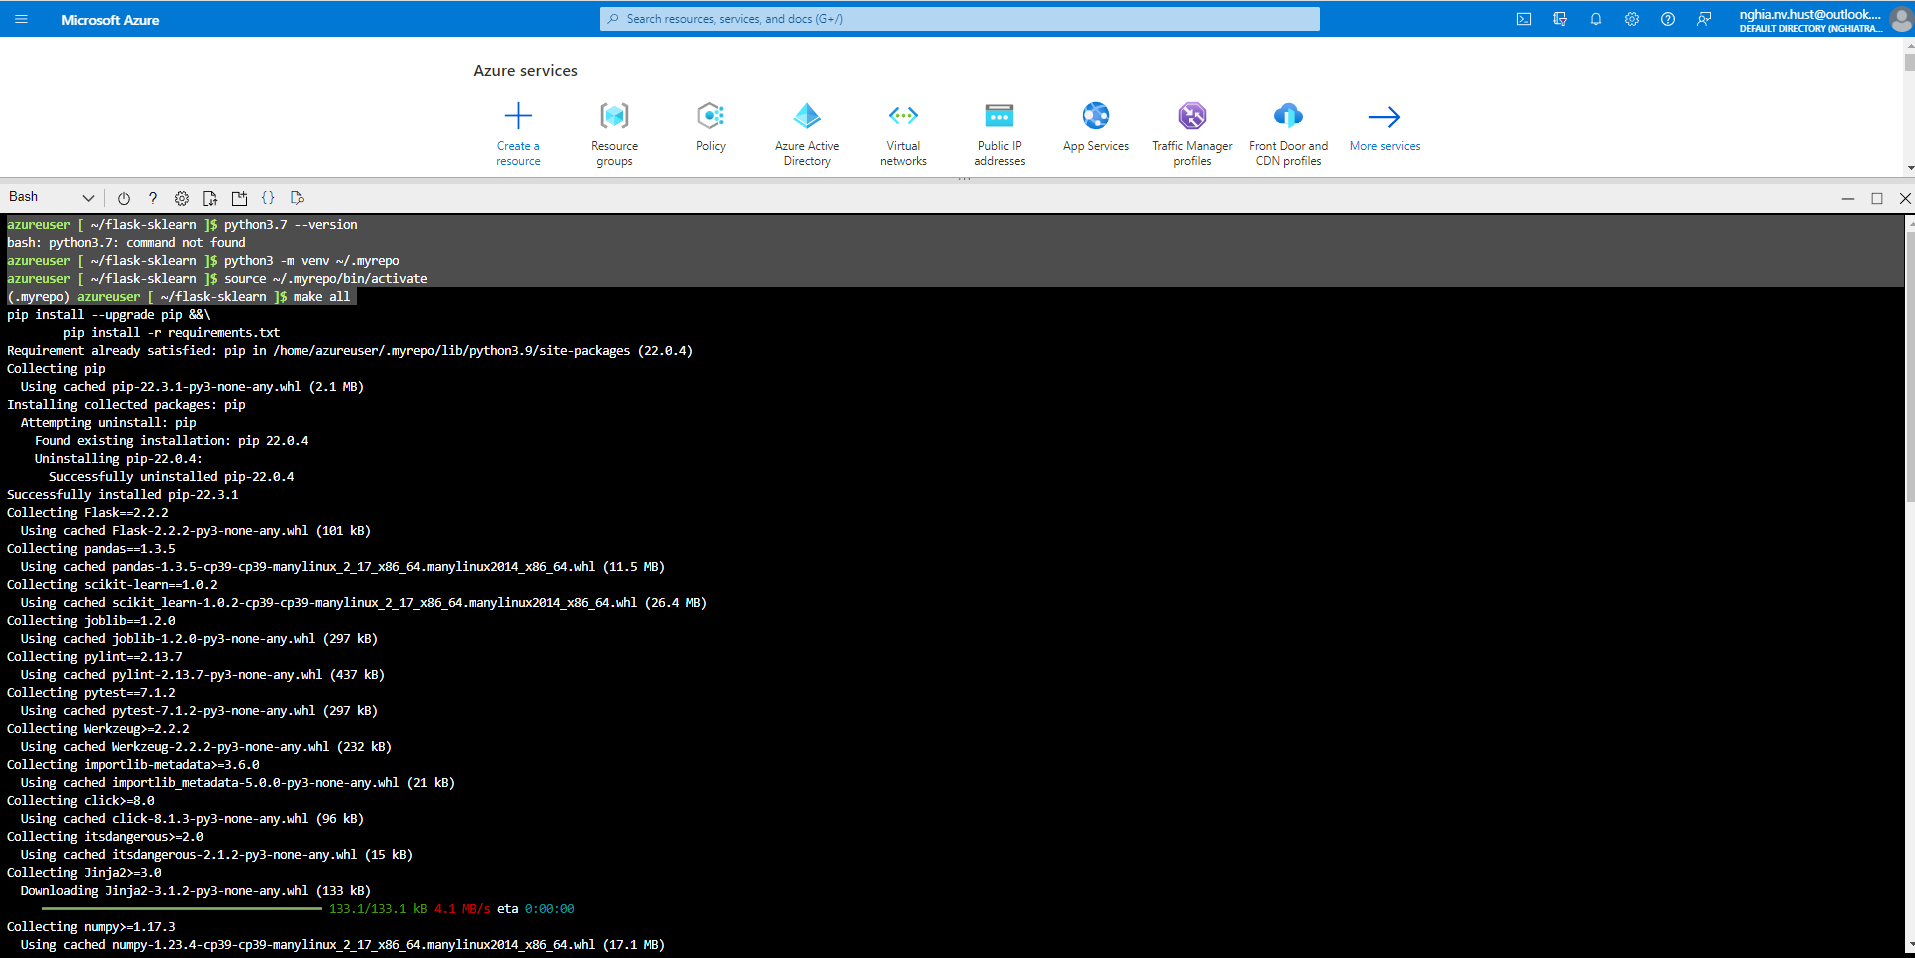 Microsoft Azure
Search resources, services, and docs (G+/)
nghia.nv.hust@outlook....
DEFAULT DIRECTORY (NGHIATRA...
Azure services
Create a resource
Resource groups
Policy
Azure Active Directory
Virtual networks
Public IP addresses
App Services
Traffic Manager profiles
Front Door and CDN profiles
More services
Bash
azureuser [ ~/flask-sklearn ]$ python3.7 --version
bash: python3.7: command not found
azureuser [ ~/flask-sklearn ]$ python3 -m venv ~/.myrepo
azureuser [ ~/flask-sklearn ]$ source ~/.myrepo/bin/activate
(.myrepo) azureuser [ ~/flask-sklearn ]$ make all
pip install --upgrade pip &&\
pip install -r requirements.txt
Requirement already satisfied: pip in /home/azureuser/.myrepo/lib/python3.9/site-packages (22.0.4)
Collecting pip
Using cached pip-22.3.1-py3-none-any.whl (2.1 MB)
Installing collected packages: pip
Attempting uninstall: pip
Found existing installation: pip 22.0.4
Uninstalling pip-22.0.4:
Successfully uninstalled pip-22.0.4
Successfully installed pip-22.3.1
Collecting Flask==2.2.2
Using cached Flask-2.2.2-py3-none-any.whl (101 kB)
Collecting pandas==1.3.5
Using cached pandas-1.3.5-cp39-cp39-manylinux_2_17_x86_64.manylinux2014_x86_64.whl (11.5 MB)
Collecting scikit-learn==1.0.2
Using cached scikit_learn-1.0.2-cp39-cp39-manylinux_2_17_x86_64.manylinux2014_x86_64.whl (26.4 MB)
Collecting joblib==1.2.0
Using cached joblib-1.2.0-py3-none-any.whl (297 kB)
Collecting pylint==2.13.7
Using cached pylint-2.13.7-py3-none-any.whl (437 kB)
Collecting pytest==7.1.2
Using cached pytest-7.1.2-py3-none-any.whl (297 kB)
Collecting Werkzeug>=2.2.2
Using cached Werkzeug-2.2.2-py3-none-any.whl (232 kB)
Collecting importlib-metadata>=3.6.0
Using cached importlib_metadata-5.0.0-py3-none-any.whl (21 kB)
Collecting click>=8.0
Using cached click-8.1.3-py3-none-any.whl (96 kB)
Collecting itsdangerous>=2.0
Using cached itsdangerous-2.1.2-py3-none-any.whl (15 kB)
Collecting Jinja2>=3.0
Downloading Jinja2-3.1.2-py3-none-any.whl (133 kB)
133.1/133.1 kB 4.1 MB/s eta 0:00:00
Collecting numpy>=1.17.3
Using cached numpy-1.23.4-cp39-cp39-manylinux_2_17_x86_64.manylinux2014_x86_64.whl (17.1 MB)